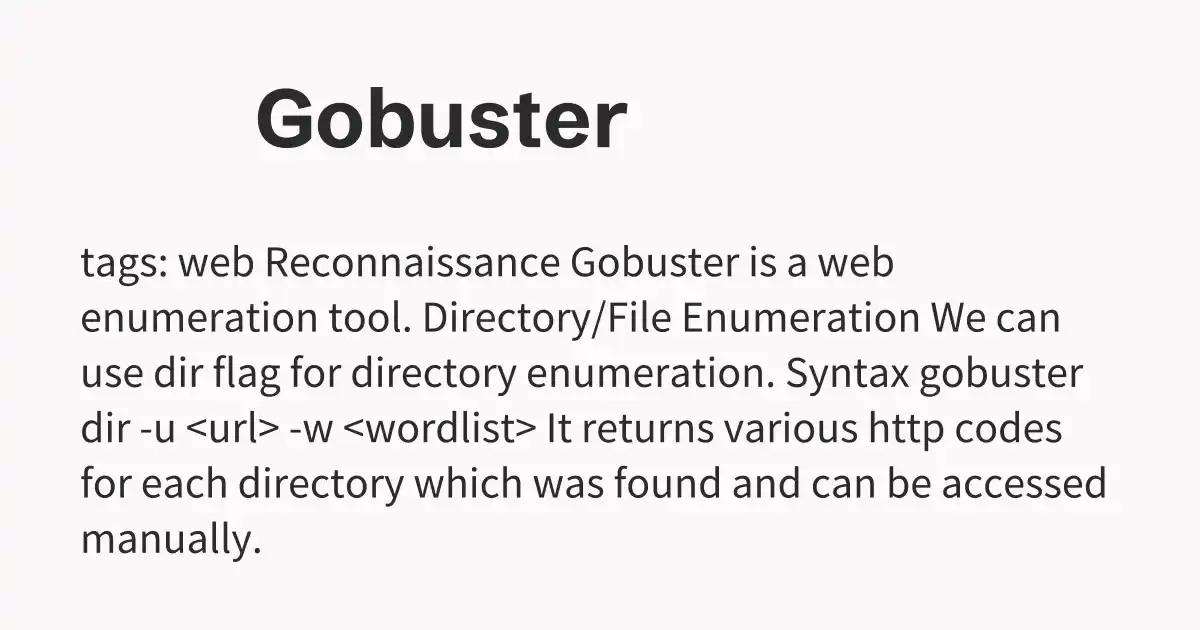 Gobuster
tags: web Reconnaissance Gobuster is a web
enumeration tool. Directory/File Enumeration We can
use dir flag for directory enumeration. Syntax gobuster
dir -u <url> -w <wordlist> It returns various http codes
for each directory which was found and can be accessed
manually.